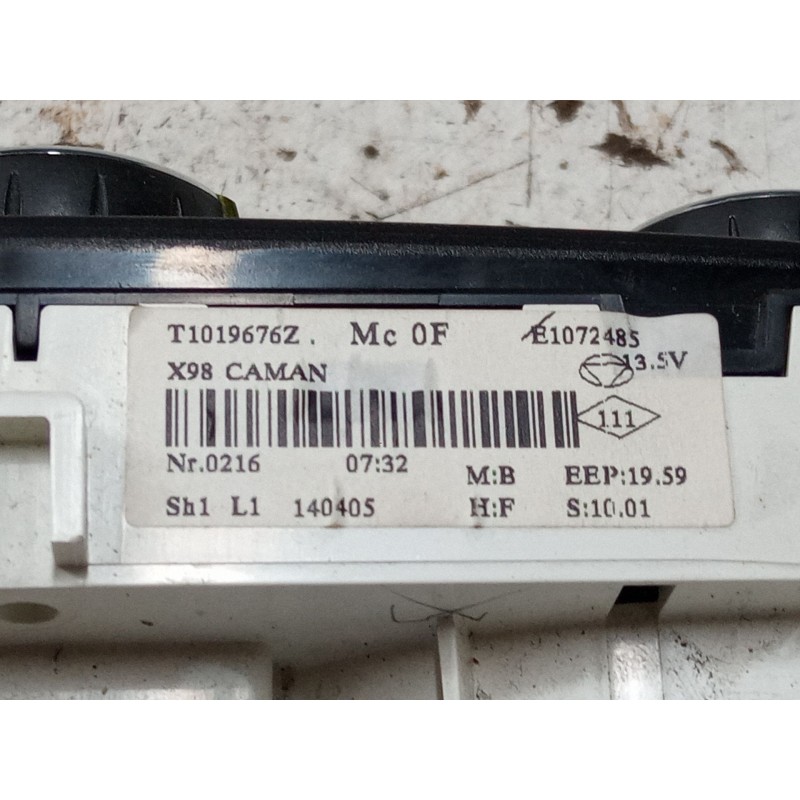 T1019676Z. Mc 0F E1072485
X98 CAMAN 13.5V
111
Nr.0216 07:32 M:B EEP:19.59
Sh1 L1 140405 H:F S:10.01